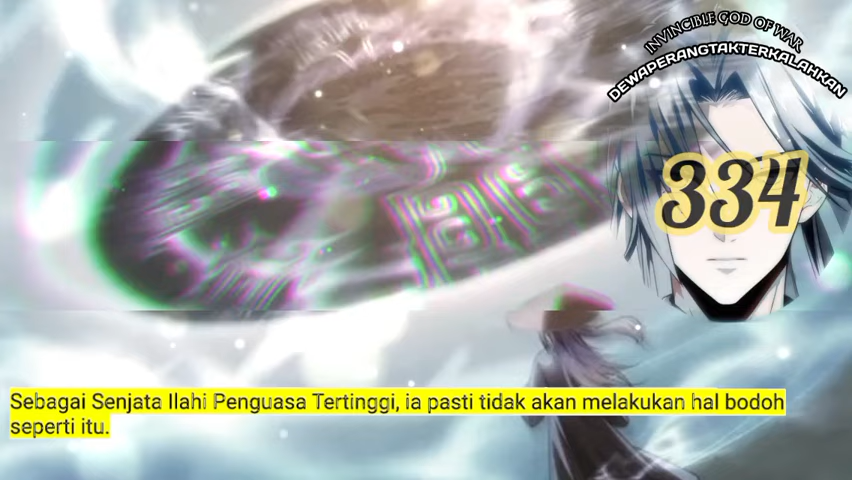 INVINCIBLE GOD OF WAR
DEWAPERANGTAKTERKALAHKAN
334
Sebagai Senjata Ilahi Penguasa Tertinggi, ia pasti tidak akan melakukan hal bodoh
seperti itu.